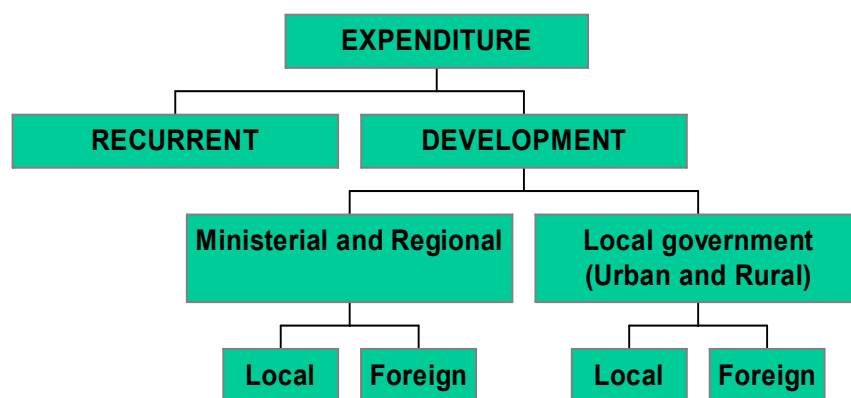 EXPENDITURE
RECURRENT
DEVELOPMENT
Ministerial and Regional
Local government
(Urban and Rural)
Local
Foreign
Local
Foreign